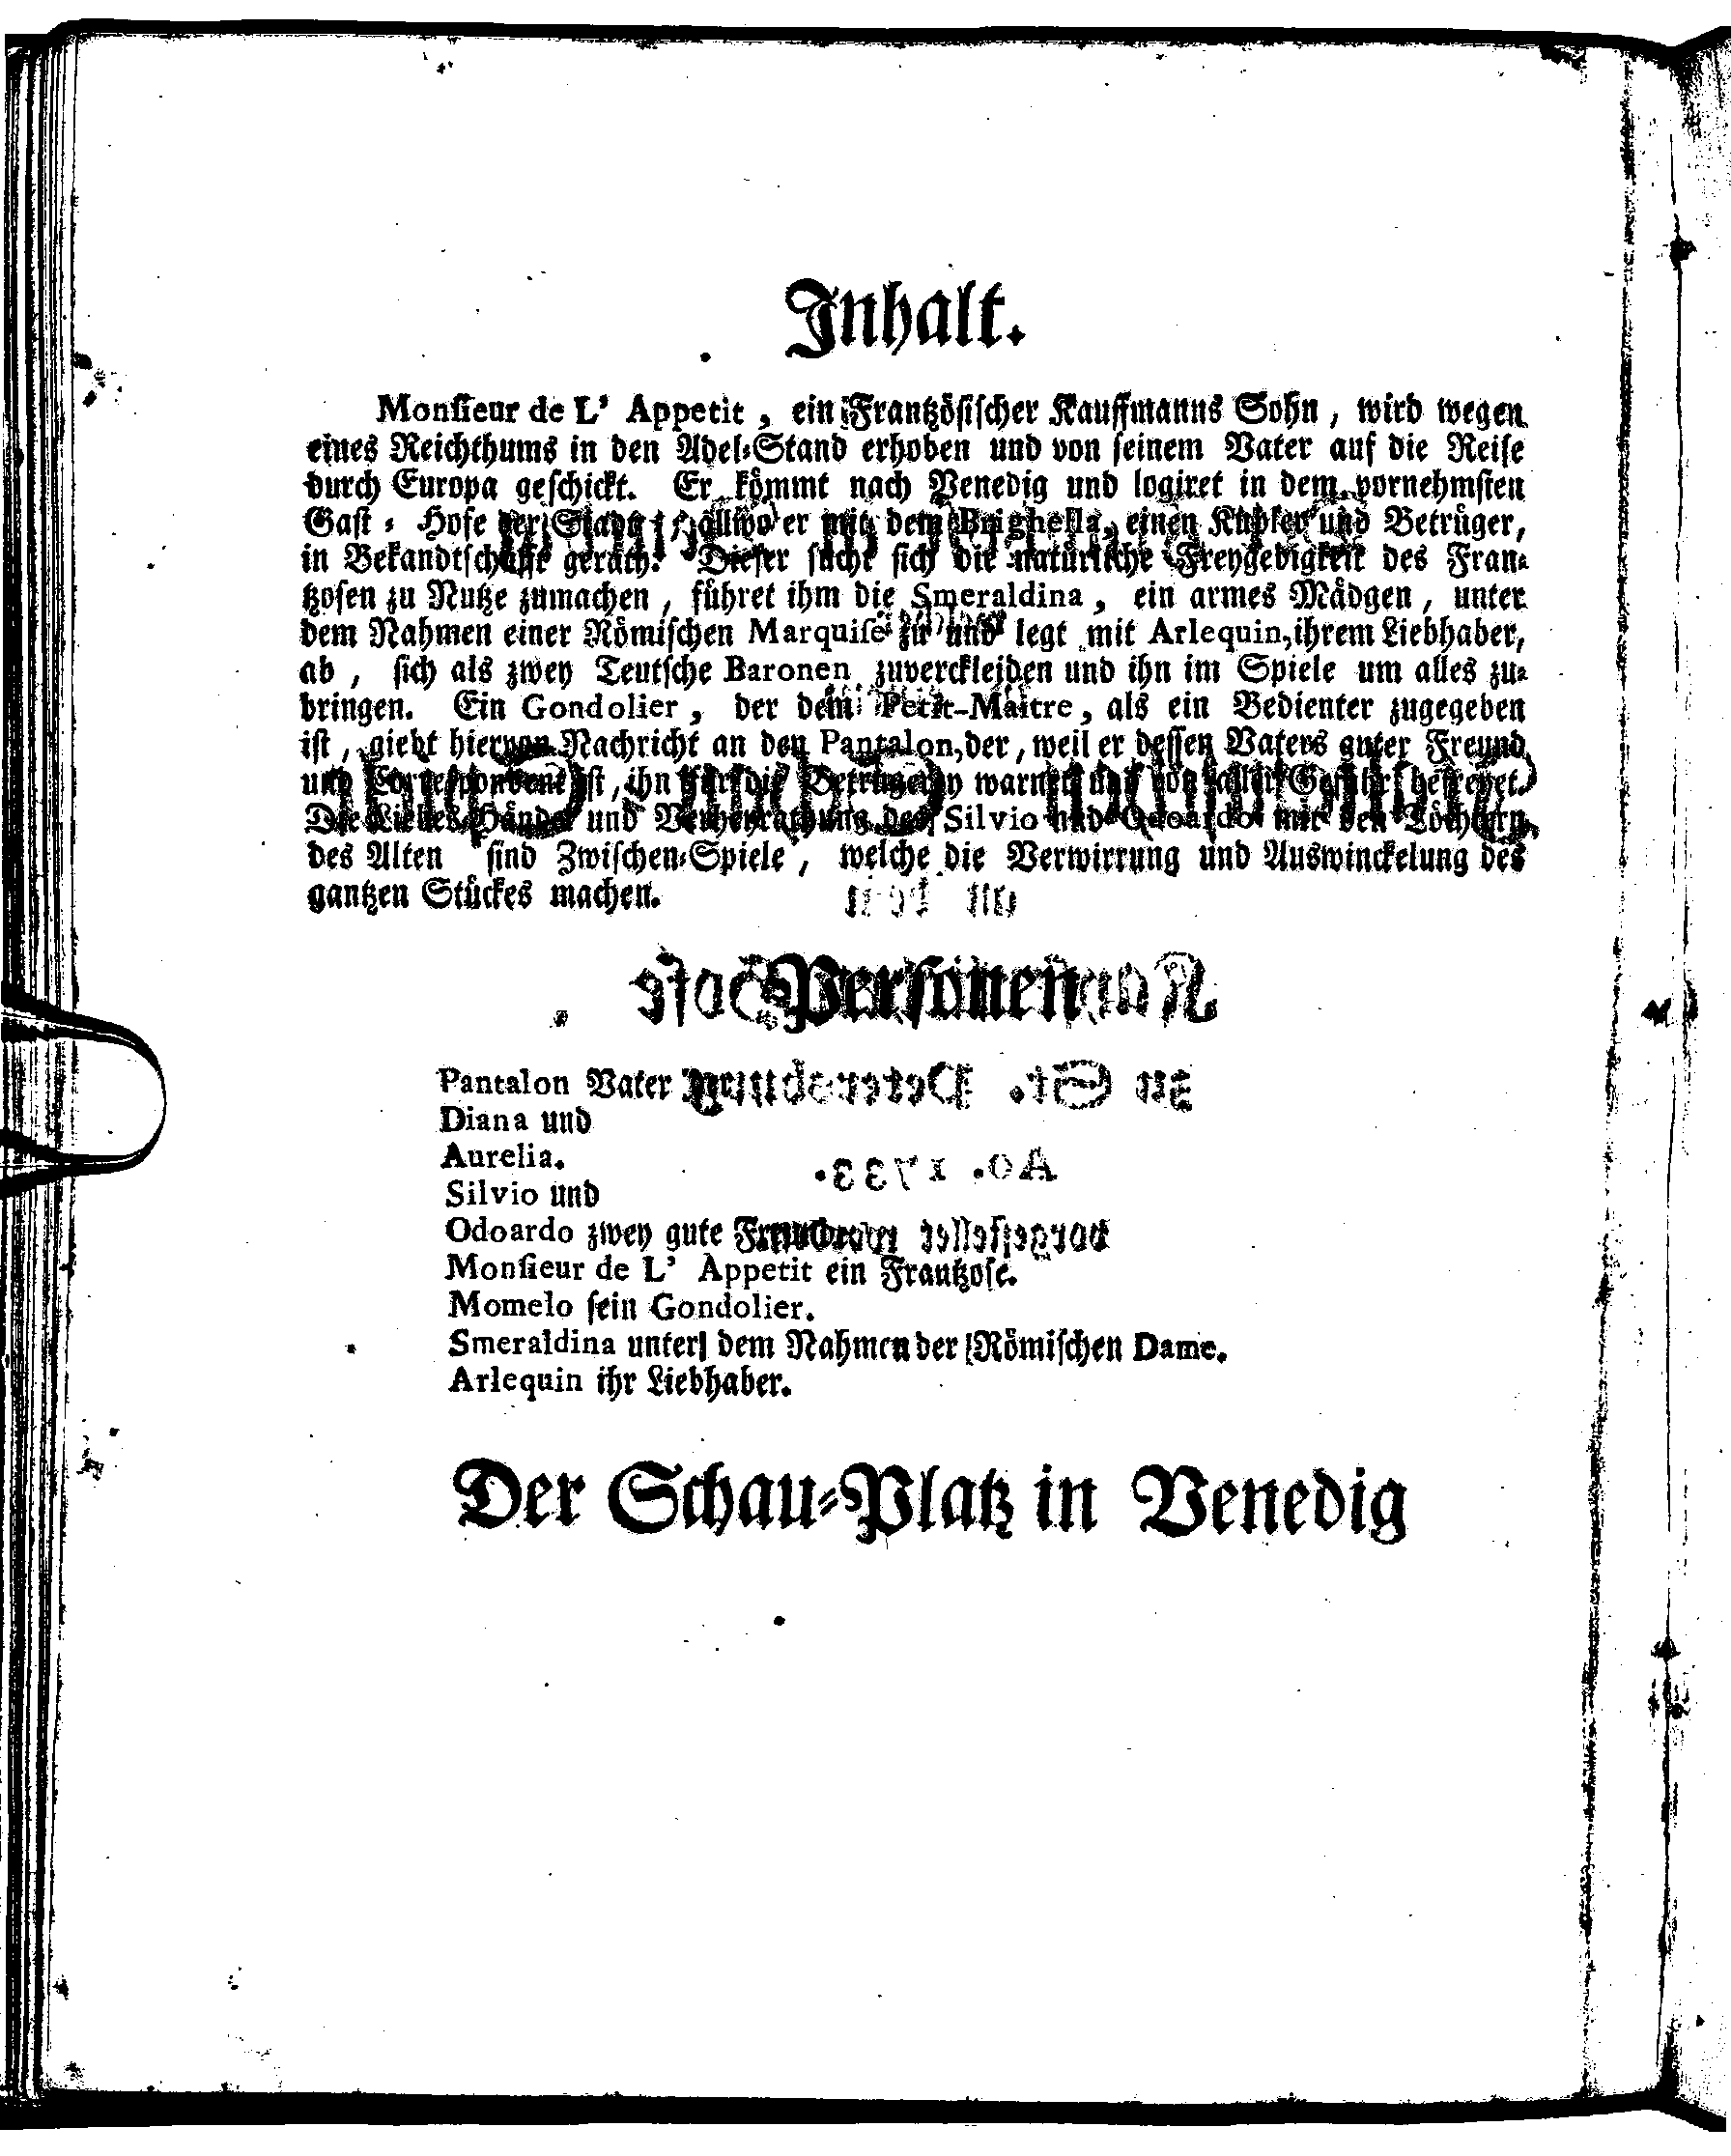 Inhalt.
Monsieur de L' Appetit, ein Frantzösischer Kauffmanns Sohn, wird wegen
eines Reichthums in den Adel-Stand erhoben und von seinem Vater auf die Reise
durch Europa geschickt. Er kömmt nach Venedig und logiret in dem vornehmsten
Gast-Hofe der Stadt, allwo er mit dem Brighella, einen Kupler und Betrüger,
in Bekandtschafft geräth. Dieser sucht sich die natürliche Freygebigkeit des Fran-
tzosen zu Nutze zumachen, führet ihm die Smeraldina, ein armes Mädgen, unter
dem Nahmen einer Römischen Marquise zu und legt mit Arlequin, ihrem Liebhaber,
ab, sich als zwey Teutsche Baronen zuverckleiden und ihn im Spiele um alles zu-
bringen. Ein Gondolier, der dem Petit-Maitre, als ein Bedienter zugegeben
ist, giebt hiervon Nachricht an den Pantalon, der, weil er dessen Vaters guter Freund
und Correspondent ist, ihn für die Betrügerey warnet und von aller Gefahr befreyet.
Die Liebes-Händel und Verheyrathung des Silvio und Odoardo mit den Töchtern
des Alten sind Zwischen-Spiele, welche die Verwirrung und Auswinckelung des
gantzen Stückes machen.
Personen
Pantalon Vater
Diana und
Aurelia.
Silvio und
Odoardo zwey gute Freunde.
Monsieur de L' Appetit ein Frantzose.
Momelo sein Gondolier.
Smeraldina unter dem Nahmen der Römischen Dame.
Arlequin ihr Liebhaber.
Der Schau-Platz in Venedig